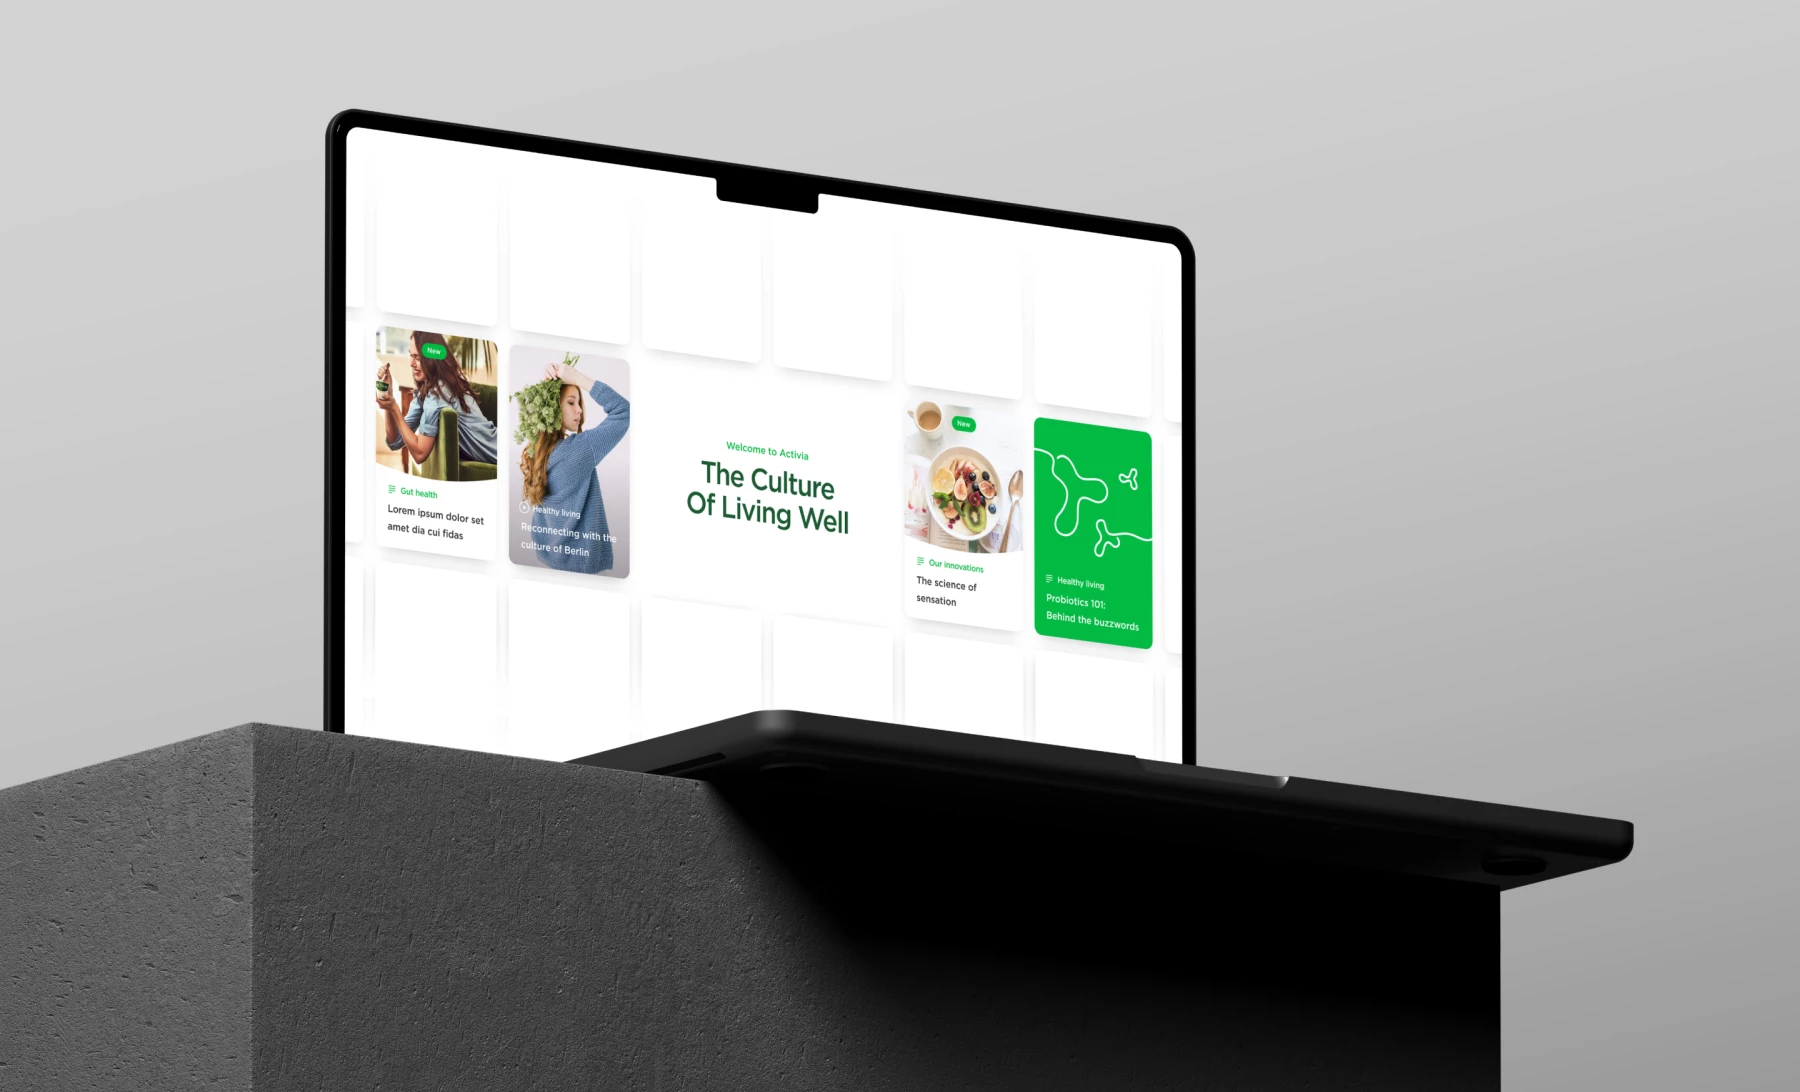 New
Gut health
Lorem ipsum dolor set
amet dia cui fidas
Healthy living
Reconnecting with the
culture of Berlin
Welcome to Activia
The Culture
Of Living Well
New
Our innovations
The science of
sensation
Healthy living
Probiotics 101:
Behind the buzzwords